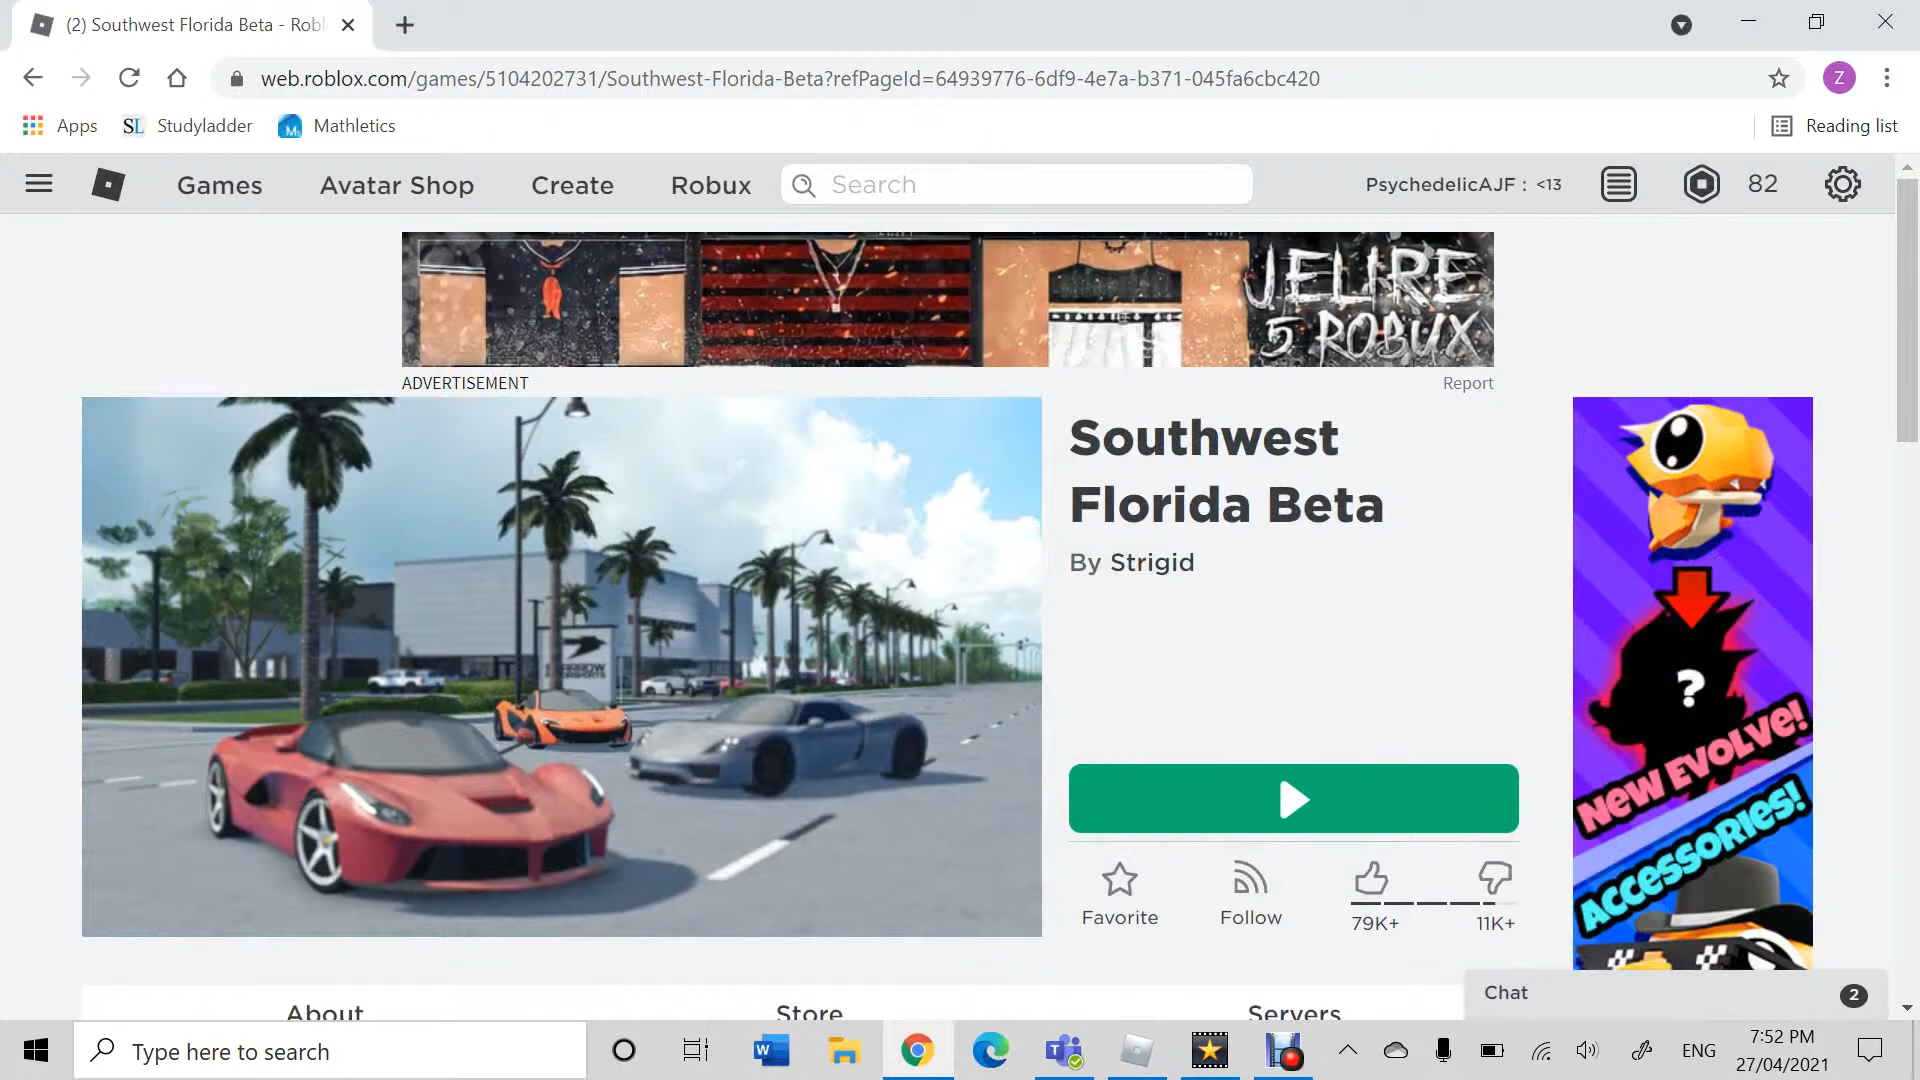 (2) Southwest Florida Beta - Robl
web.roblox.com/games/5104202731/Southwest-Florida-Beta?refPageId=64939776-6df9-4e7a-b371-045fa6cbc420
Z
Apps
SL Studyladder
Mathletics
Reading list
Games
Avatar Shop
Create
Robux
Search
PsychedelicAJF : <13
82
JELIRE
5 ROBUX
ADVERTISEMENT
Report
Southwest
Florida Beta
By Strigid
Favorite
Follow
79K+
11K+
?
NEW EVOLVE!
ACCESSORIES!
About
Store
Servers
Chat
2
Type here to search
ENG
7:52 PM
27/04/2021